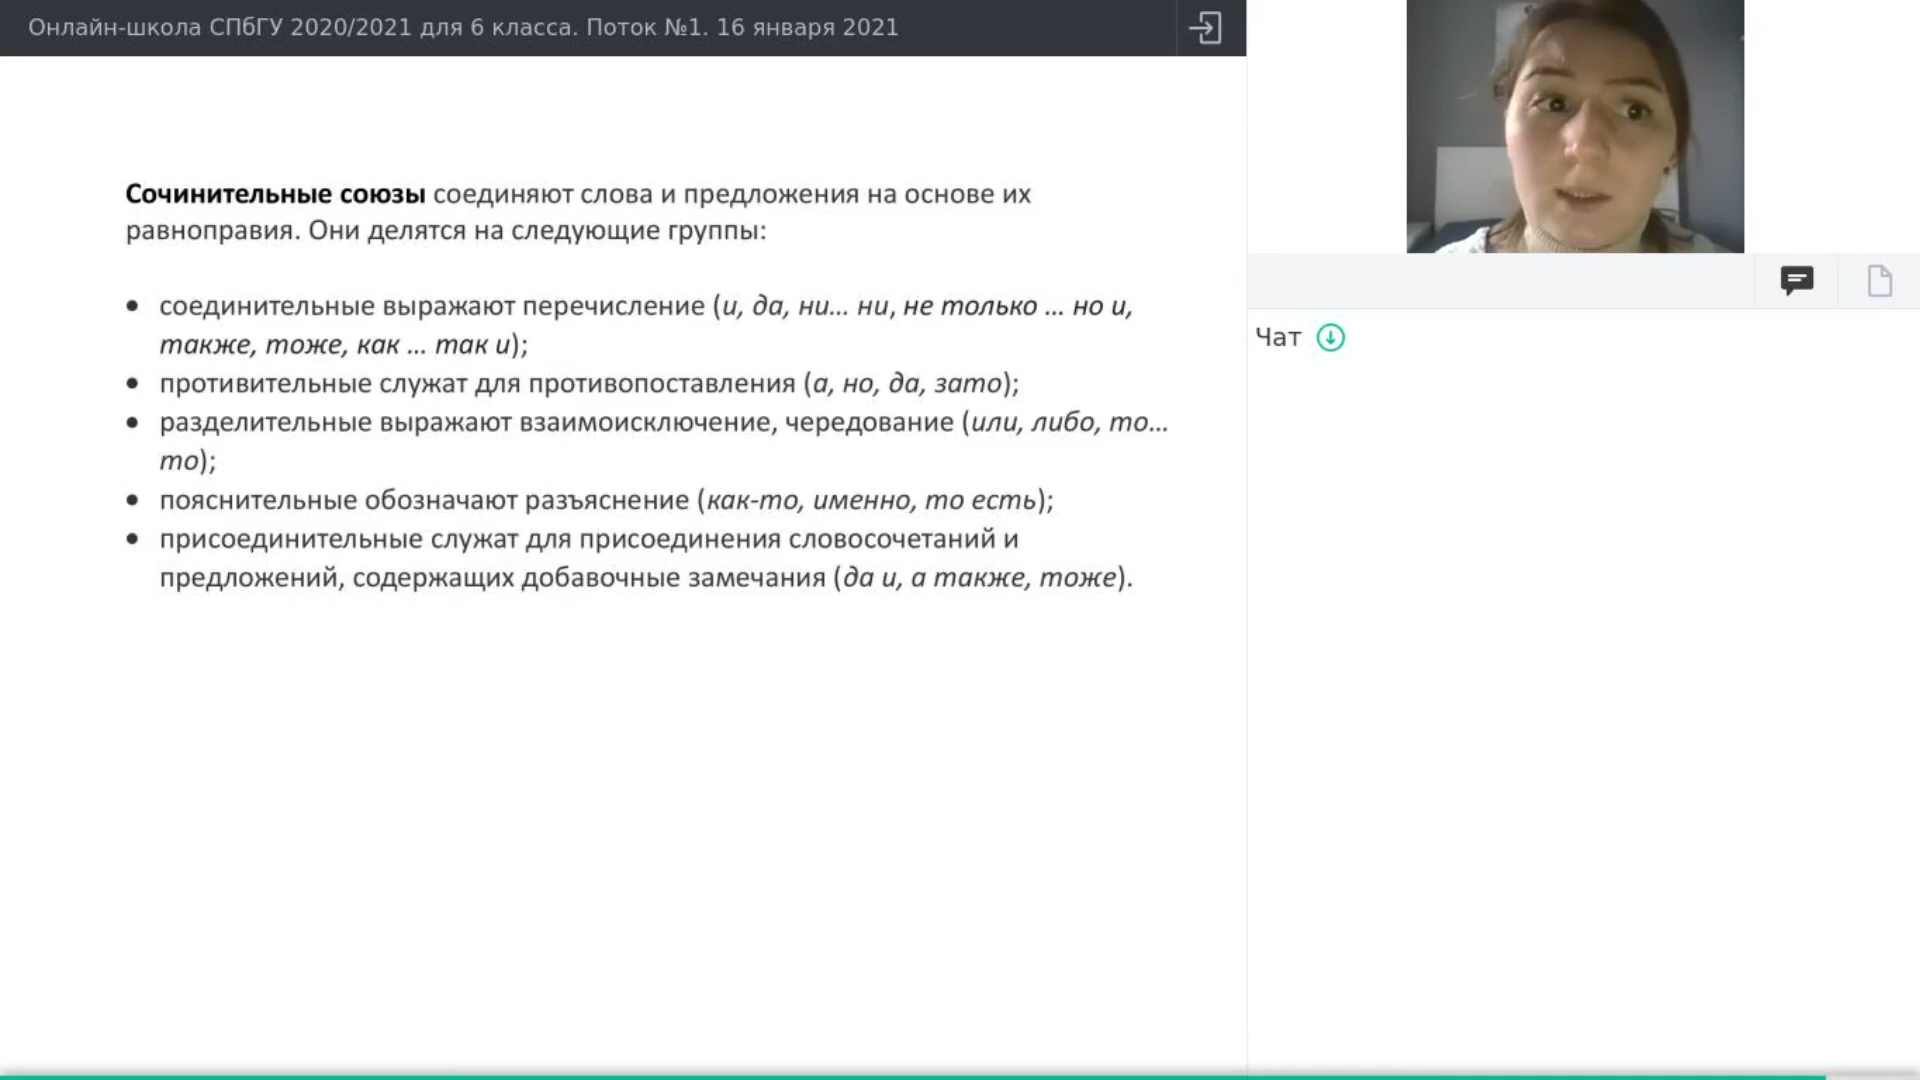 Онлайн-школа СПбГУ 2020/2021 для 6 класса. Поток №1. 16 января 2021
Сочинительные союзы соединяют слова и предложения на основе их
равноправия. Они делятся на следующие группы:
• соединительные выражают перечисление (и, да, ни... ни, не только ... но и,
также, тоже, как ... так и);
• противительные служат для противопоставления (а, но, да, зато);
• разделительные выражают взаимоисключение, чередование (или, либо, то...
то);
• пояснительные обозначают разъяснение (как-то, именно, то есть);
• присоединительные служат для присоединения словосочетаний и
предложений, содержащих добавочные замечания (да и, а также, тоже).
Чат